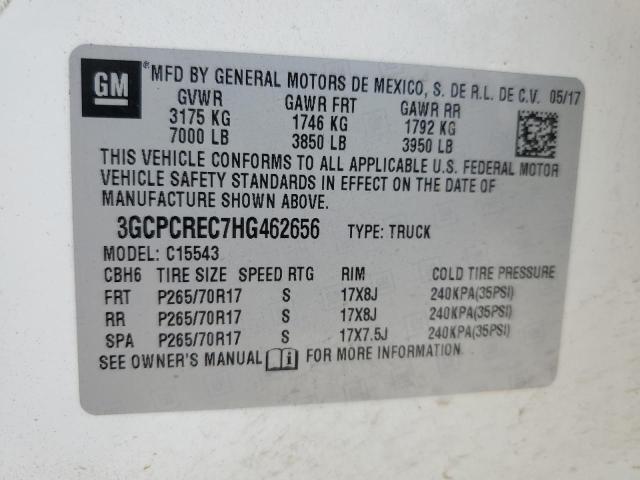 GM ® MFD BY GENERAL MOTORS DE MEXICO, S. DE R.L. DE C.V. 05/17
GVWR GAWR FRT GAWR RR
3175 KG 1746 KG 1792 KG
7000 LB 3850 LB 3950 LB
THIS VEHICLE CONFORMS TO ALL APPLICABLE U.S. FEDERAL MOTOR
VEHICLE SAFETY STANDARDS IN EFFECT ON THE DATE OF
MANUFACTURE SHOWN ABOVE.
3GCPCREC7HG462656 TYPE: TRUCK
MODEL: C15543
CBH6 TIRE SIZE SPEED RTG RIM COLD TIRE PRESSURE
FRT P265/70R17 S 17X8J 240KPA(35PSI)
RR P265/70R17 S 17X8J 240KPA(35PSI)
SPA P265/70R17 S 17X7.5J 240KPA(35PSI)
SEE OWNER'S MANUAL i FOR MORE INFORMATION.